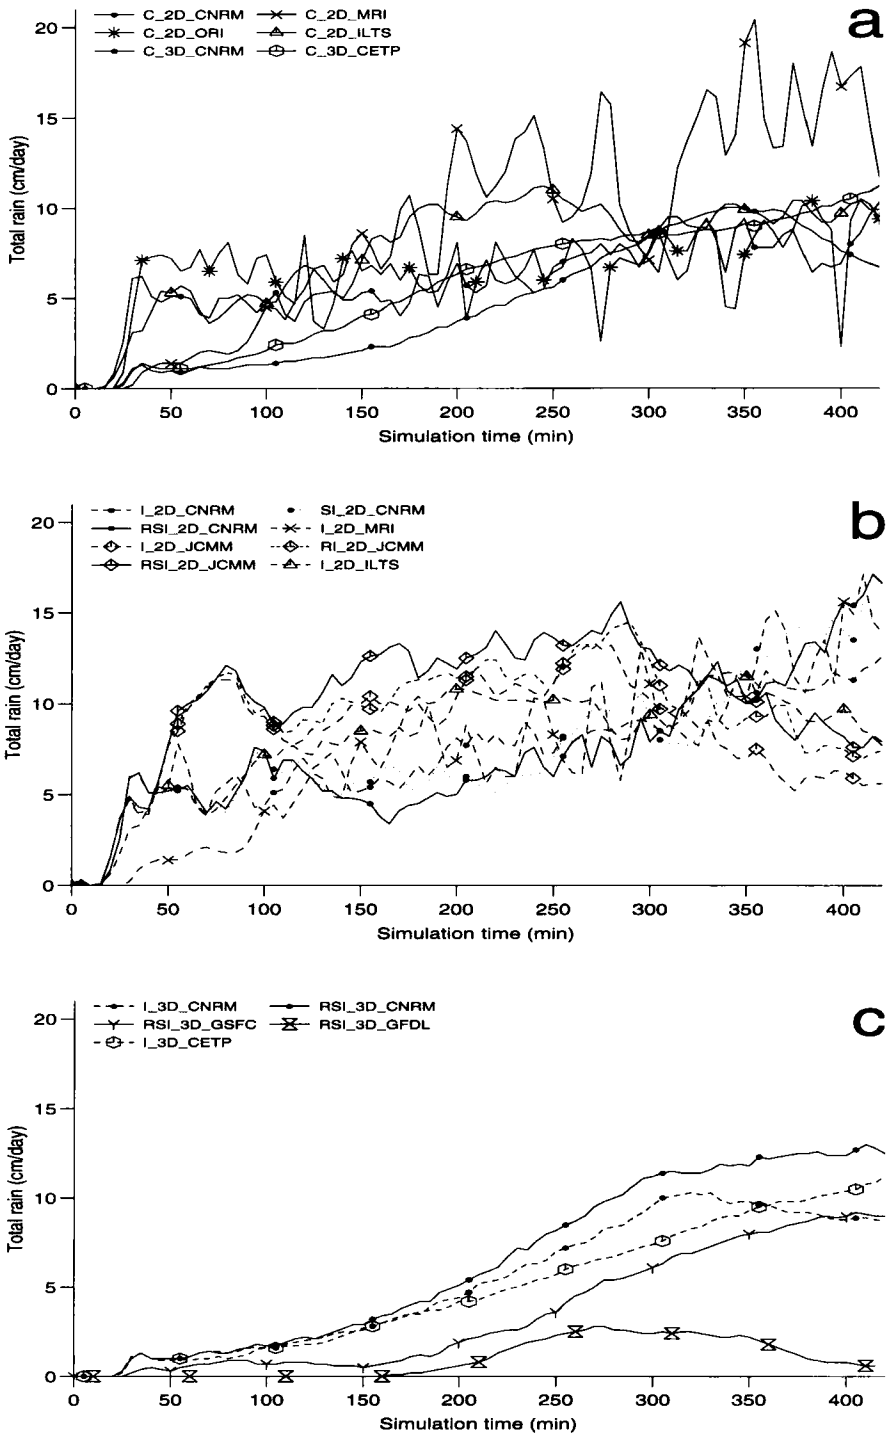 a
C_2D_CNRM C_2D_MRI
C_2D_ORI C_2D_ILTS
C_3D_CNRM C_3D_CETP
Total rain (cm/day)
20
15
10
5
0
0 50 100 150 200 250 300 350 400
Simulation time (min)
b
I_2D_CNRM SI_2D_CNRM
RSI_2D_CNRM I_2D_MRI
I_2D_JCMM RI_2D_JCMM
RSI_2D_JCMM I_2D_ILTS
Total rain (cm/day)
20
15
10
5
0
0 50 100 150 200 250 300 350 400
Simulation time (min)
c
I_3D_CNRM RSI_3D_CNRM
RSI_3D_GSFC RSI_3D_GFDL
I_3D_CETP
Total rain (cm/day)
20
15
10
5
0
0 50 100 150 200 250 300 350 400
Simulation time (min)